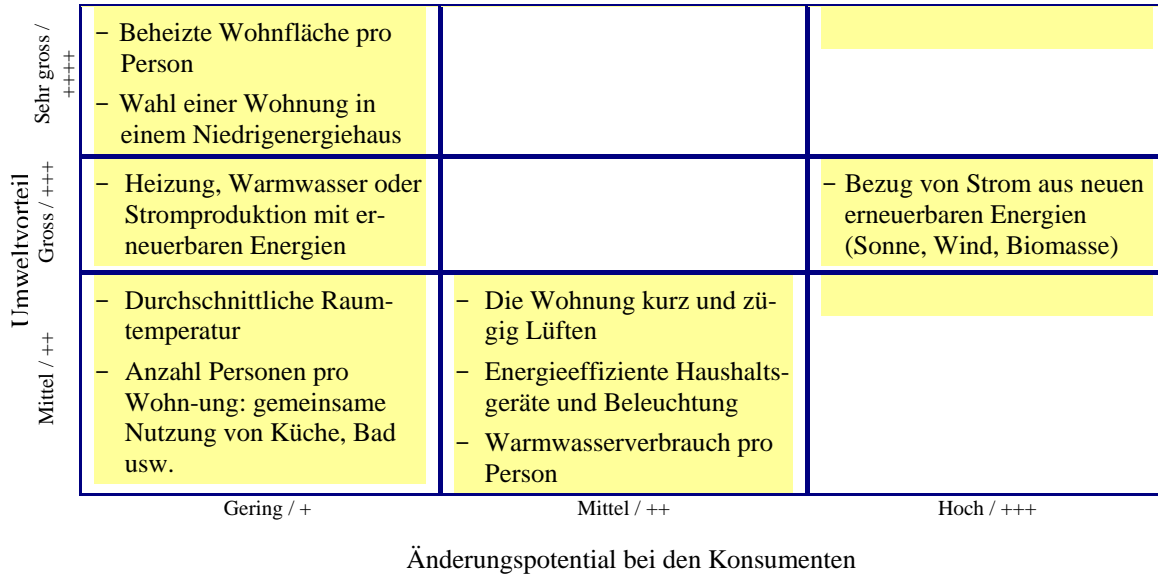 Umweltvorteil
Sehr gross /
++++
– Beheizte Wohnfläche pro
Person
– Wahl einer Wohnung in
einem Niedrigenergiehaus
Gross / +++
– Heizung, Warmwasser oder
Stromproduktion mit er-
neuerbaren Energien
– Bezug von Strom aus neuen
erneuerbaren Energien
(Sonne, Wind, Biomasse)
Mittel / ++
– Durchschnittliche Raum-
temperatur
– Anzahl Personen pro
Wohn-ung: gemeinsame
Nutzung von Küche, Bad
usw.
– Die Wohnung kurz und zü-
gig Lüften
– Energieeffiziente Haushalts-
geräte und Beleuchtung
– Warmwasserverbrauch pro
Person
Gering / +
Mittel / ++
Hoch / +++
Änderungspotential bei den Konsumenten